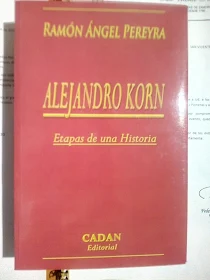 RAMÓN ÁNGEL PEREYRA
ALEJANDRO KORN
Etapas de una Historia
CADAN
Editorial